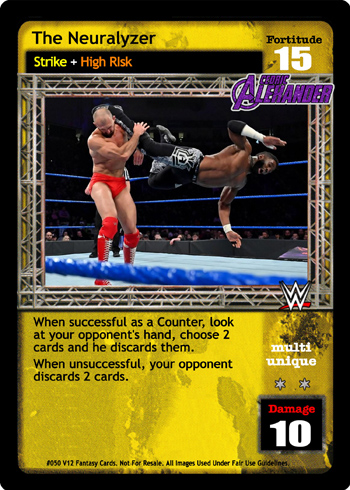 The Neuralyzer
Fortitude
15
Strike + High Risk
CEDRIC
ALEXANDER
When successful as a Counter, look
at your opponent's hand, choose 2
cards and he discards them.
When unsuccessful, your opponent
discards 2 cards.
multi
unique
Damage
10
#050 V12 Fantasy Cards. Not For Resale. All Images Used Under Fair Use Guidelines.